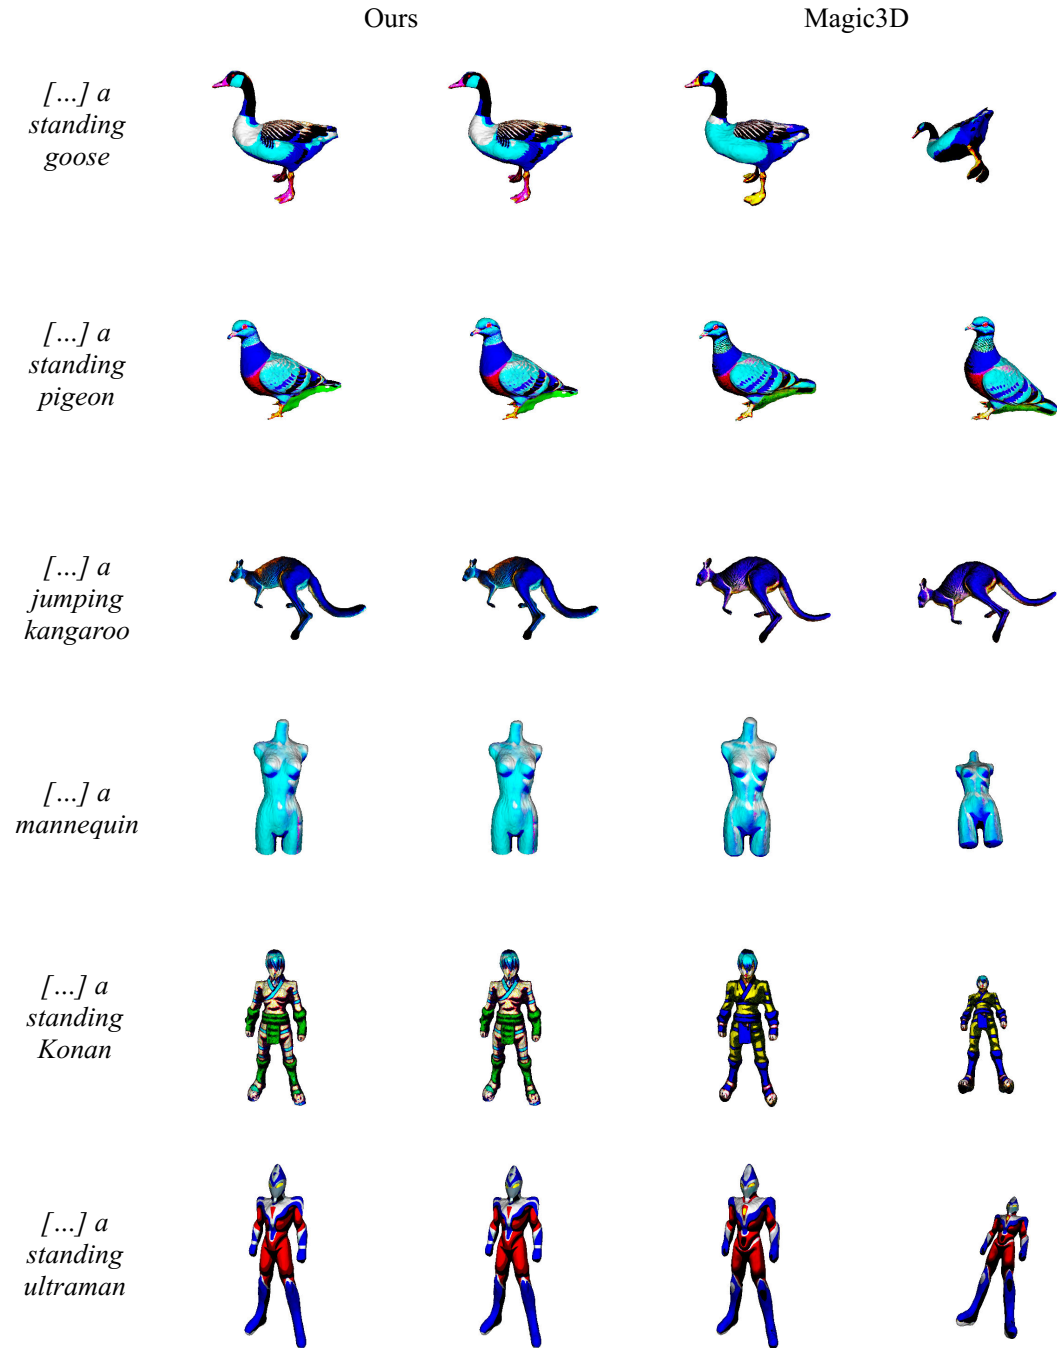 Ours
Magic3D
[...] a
standing
goose
[...] a
standing
pigeon
[...] a
jumping
kangaroo
[...] a
mannequin
[...] a
standing
Konan
[...] a
standing
ultraman